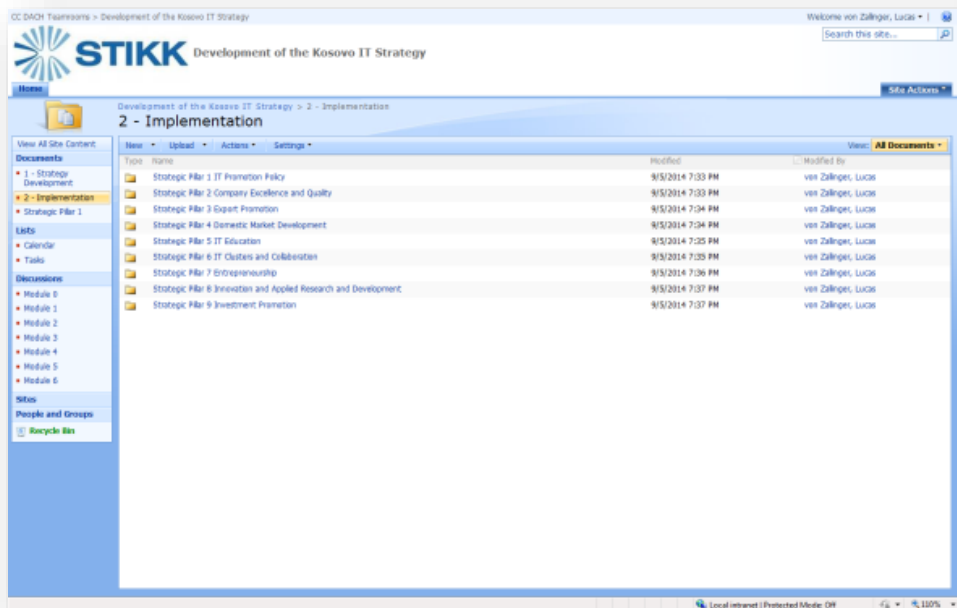 CC DACH Teamrooms > Development of the Kosovo IT Strategy
Welcome von Zallinger, Lucas
Search this site...
STIKK Development of the Kosovo IT Strategy
Home
Site Actions
Development of the Kosovo IT Strategy > 2 - Implementation
2 - Implementation
View All Site Content
Documents
1 - Strategy
Development
2 - Implementation
Strategic Pillar 1
Lists
Calendar
Tasks
Discussions
Module 0
Module 1
Module 2
Module 3
Module 4
Module 5
Module 6
Sites
People and Groups
Recycle Bin
New Upload Actions Settings View: All Documents
Type Name Modified Modified By
Strategic Pillar 1 IT Promotion Policy 9/5/2014 7:33 PM von Zallinger, Lucas
Strategic Pillar 2 Company Excellence and Quality 9/5/2014 7:33 PM von Zallinger, Lucas
Strategic Pillar 3 Export Promotion 9/5/2014 7:34 PM von Zallinger, Lucas
Strategic Pillar 4 Domestic Market Development 9/5/2014 7:34 PM von Zallinger, Lucas
Strategic Pillar 5 IT Education 9/5/2014 7:35 PM von Zallinger, Lucas
Strategic Pillar 6 IT Clusters and Collaboration 9/5/2014 7:35 PM von Zallinger, Lucas
Strategic Pillar 7 Entrepreneurship 9/5/2014 7:36 PM von Zallinger, Lucas
Strategic Pillar 8 Innovation and Applied Research and Development 9/5/2014 7:37 PM von Zallinger, Lucas
Strategic Pillar 9 Investment Promotion 9/5/2014 7:37 PM von Zallinger, Lucas
Local intranet | Protected Mode: Off 110%